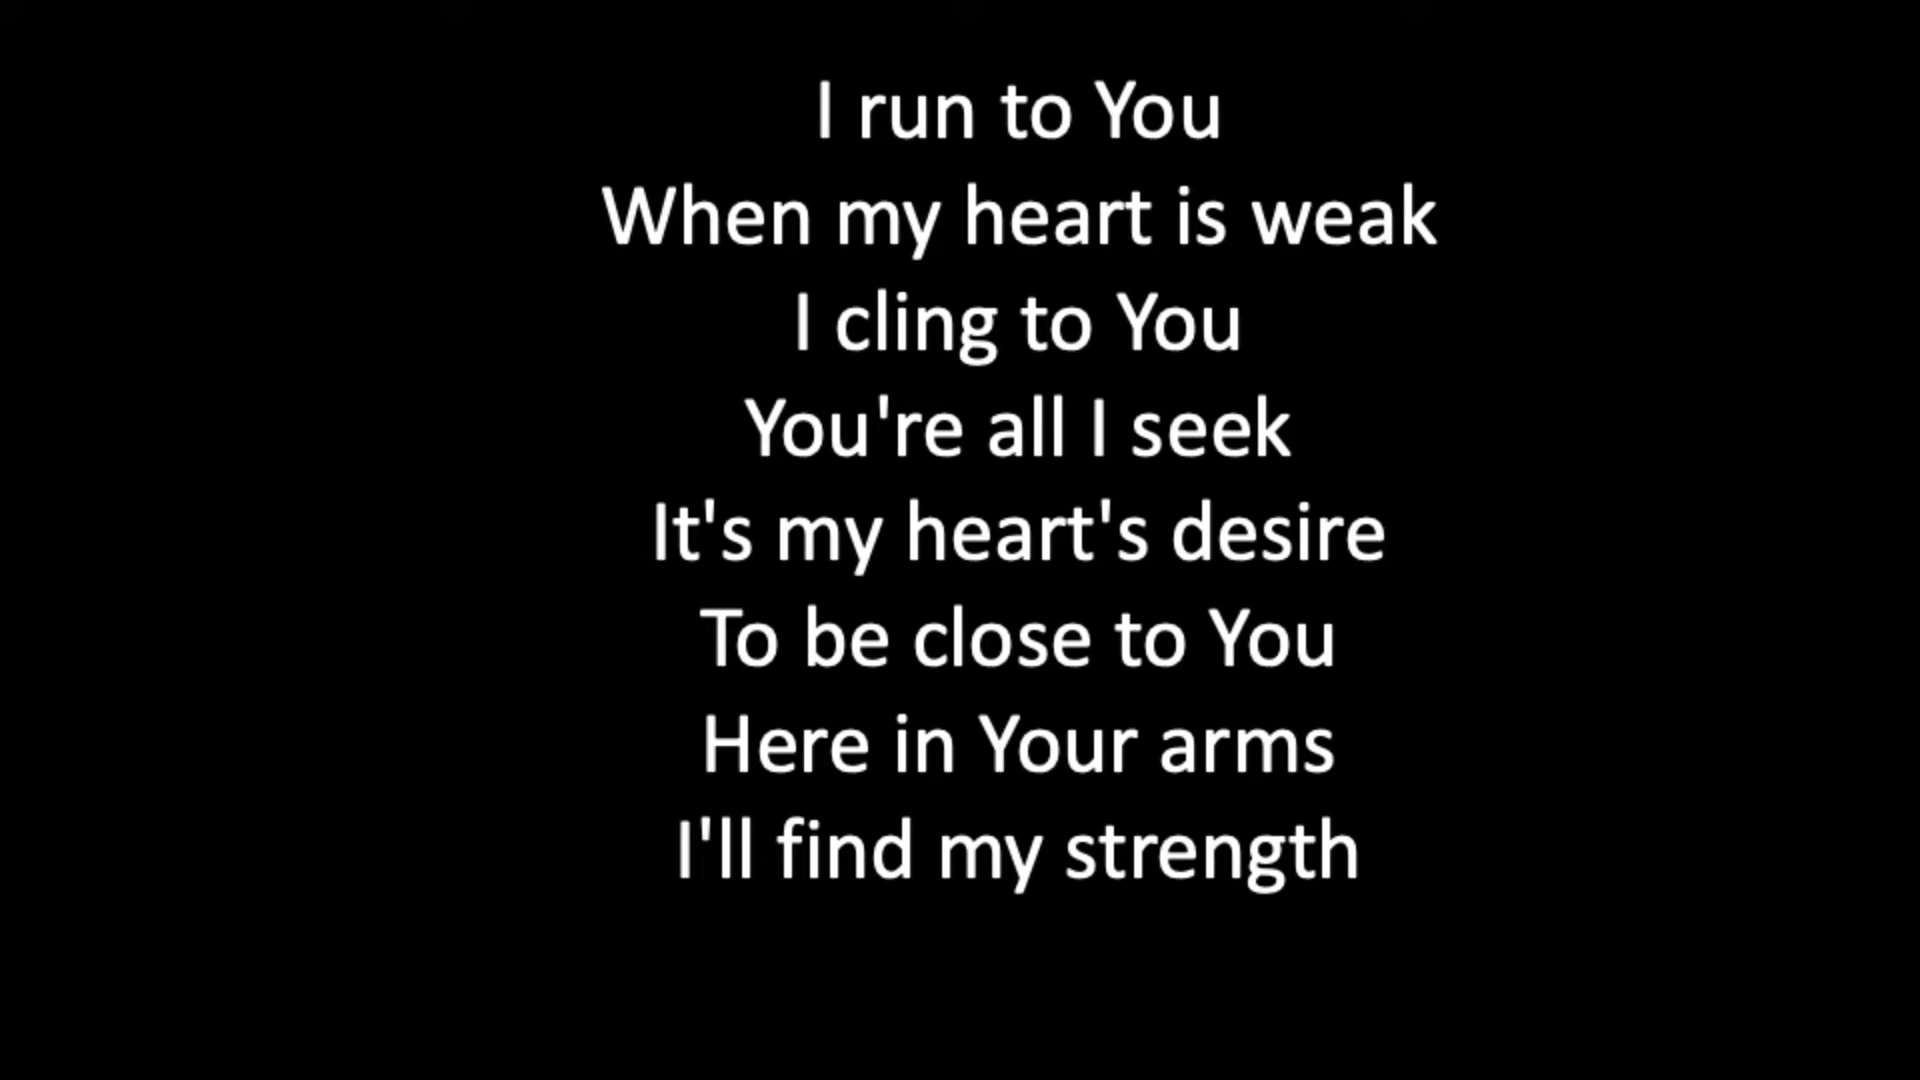 I run to You
When my heart is weak
I cling to You
You're all I seek
It's my heart's desire
To be close to You
Here in Your arms
I'll find my strength